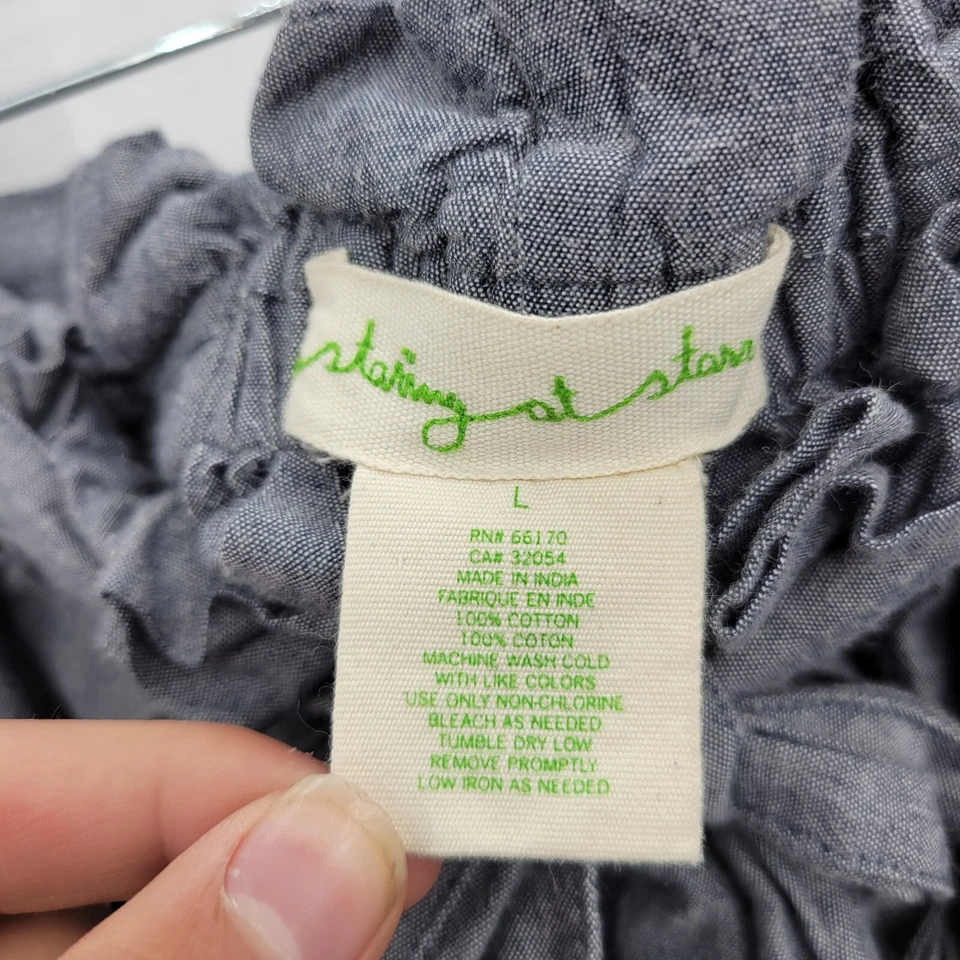 staring at stars
L
RN# 66170
CA# 32054
MADE IN INDIA
FABRIQUE EN INDE
100% COTTON
100% COTON
MACHINE WASH COLD
WITH LIKE COLORS
USE ONLY NON-CHLORINE
BLEACH AS NEEDED
TUMBLE DRY LOW
REMOVE PROMPTLY
LOW IRON AS NEEDED